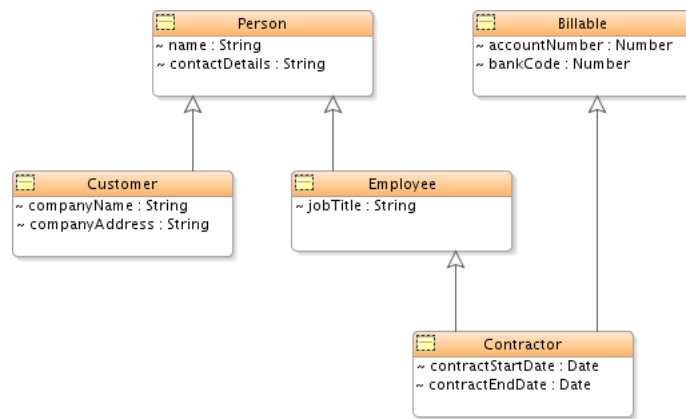 Person
~ name : String
~ contactDetails : String
Billable
~ accountNumber : Number
~ bankCode : Number
Customer
~ companyName : String
~ companyAddress : String
Employee
~ jobTitle : String
Contractor
~ contractStartDate : Date
~ contractEndDate : Date